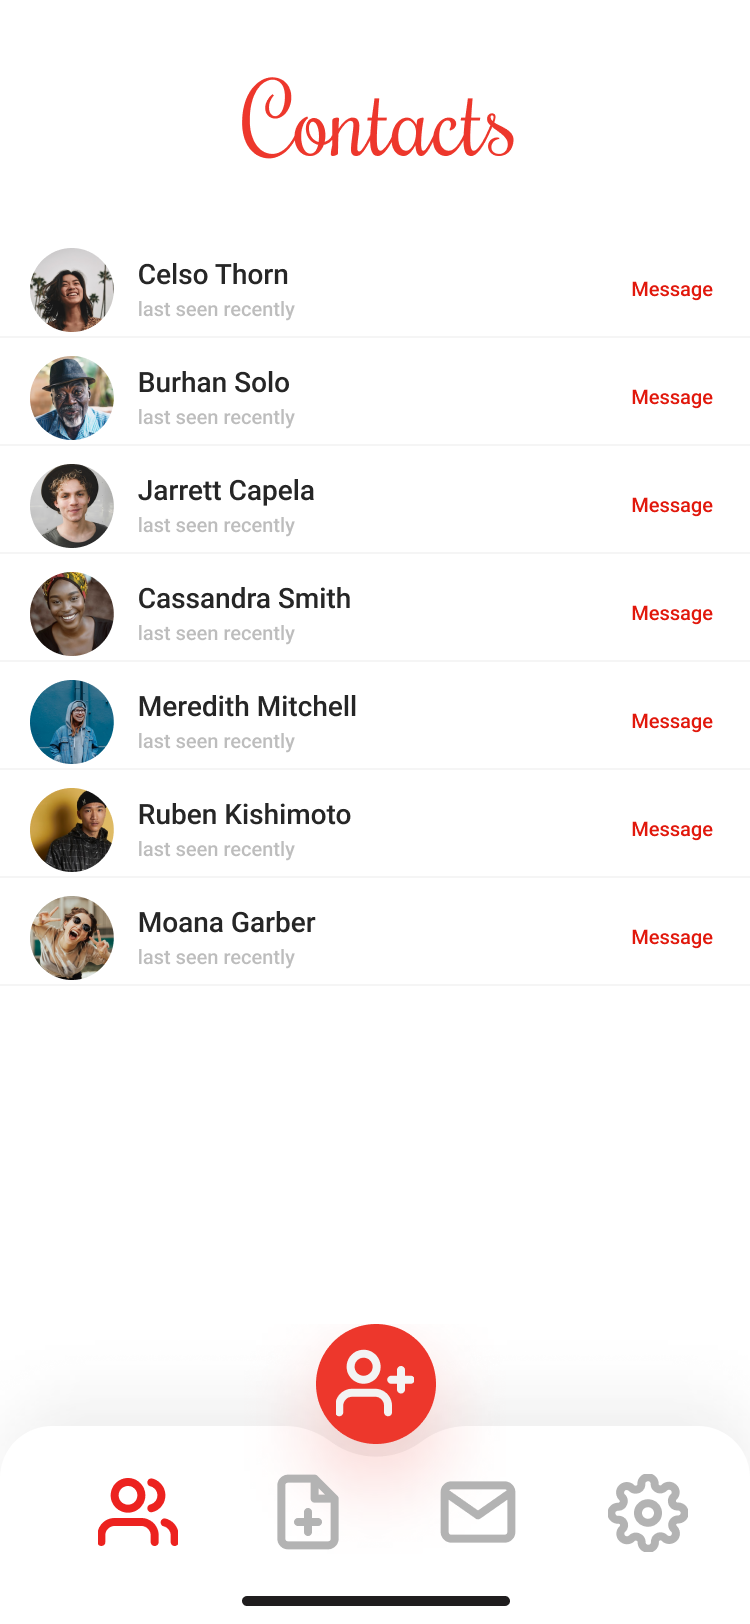 Contacts
Celso Thorn
last seen recently
Message
Burhan Solo
last seen recently
Message
Jarrett Capela
last seen recently
Message
Cassandra Smith
last seen recently
Message
Meredith Mitchell
last seen recently
Message
Ruben Kishimoto
last seen recently
Message
Moana Garber
last seen recently
Message